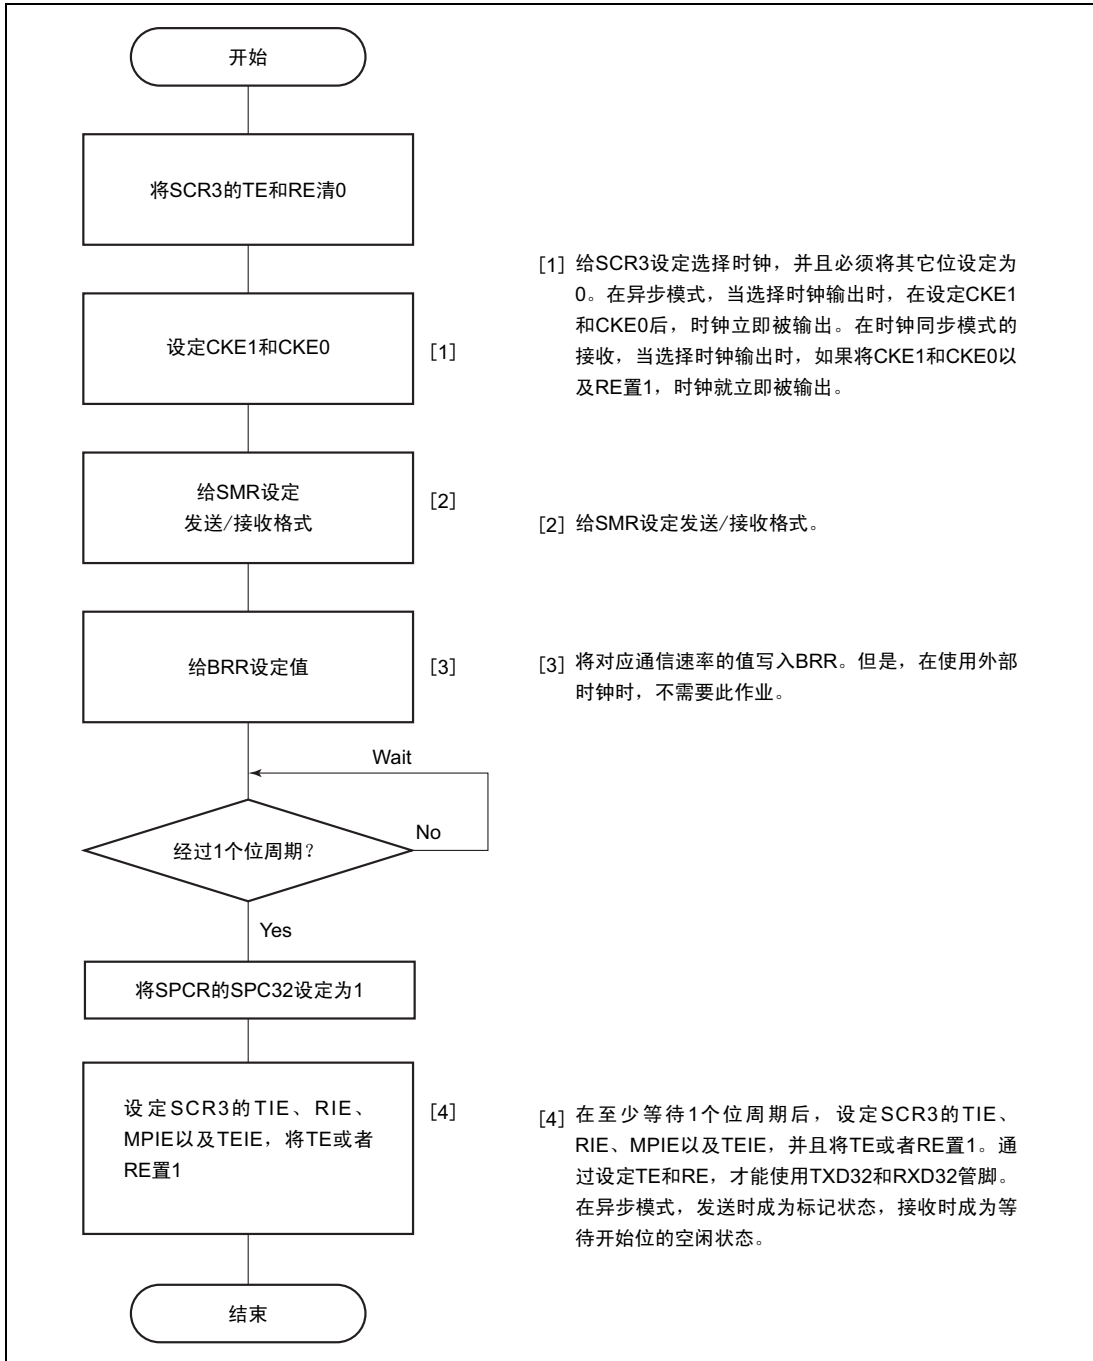 开始
将SCR3的TE和RE清0
设定CKE1和CKE0
[1]
[1] 给SCR3设定选择时钟，并且必须将其它位设定为
0。在异步模式，当选择时钟输出时，在设定CKE1
和CKE0后，时钟立即被输出。在时钟同步模式的
接收，当选择时钟输出时，如果将CKE1和CKE0以
及RE置1，时钟就立即被输出。
给SMR设定
发送/接收格式
[2]
[2] 给SMR设定发送/接收格式。
给BRR设定值
[3]
[3] 将对应通信速率的值写入BRR。但是，在使用外部
时钟时，不需要此作业。
Wait
经过1个位周期？
No
Yes
将SPCR的SPC32设定为1
设定SCR3的TIE、RIE、
MPIE以及TEIE，将TE或者
RE置1
[4]
[4] 在至少等待1个位周期后，设定SCR3的TIE、
RIE、MPIE以及TEIE，并且将TE或者RE置1。通
过设定TE和RE，才能使用TXD32和RXD32管脚。
在异步模式，发送时成为标记状态，接收时成为等
待开始位的空闲状态。
结束